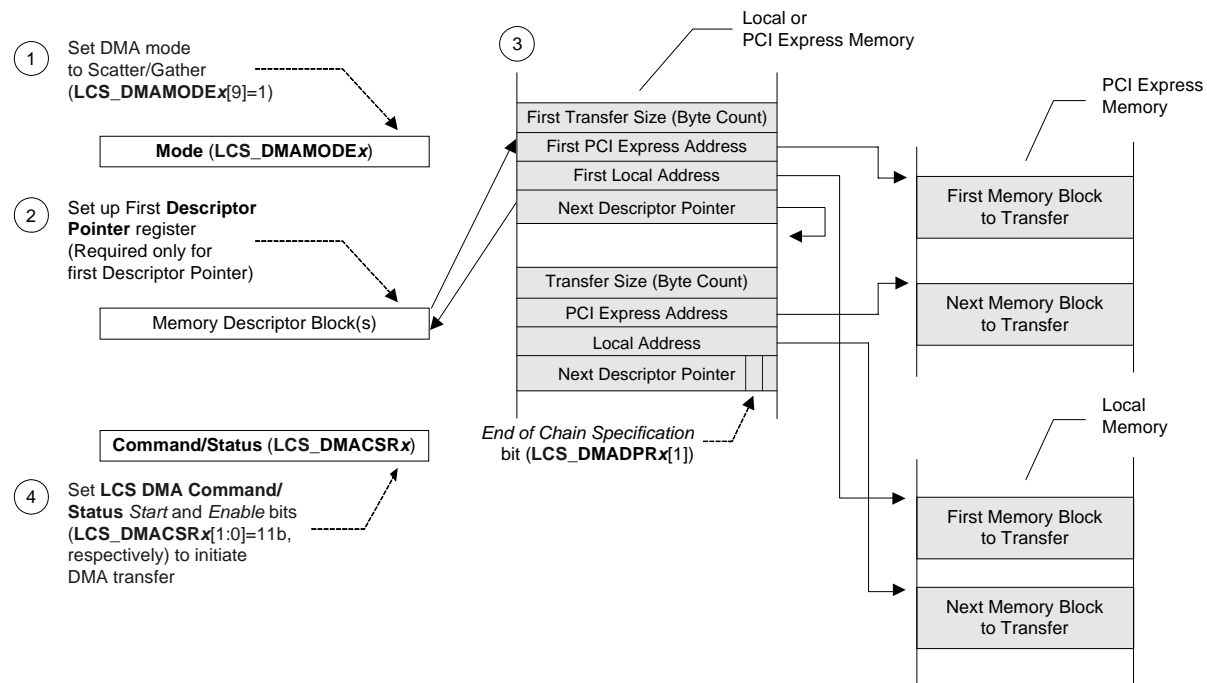 1
Set DMA mode
to Scatter/Gather
(LCS_DMAMODEx[9]=1)
Mode (LCS_DMAMODEx)
2
Set up First Descriptor
Pointer register
(Required only for
first Descriptor Pointer)
Memory Descriptor Block(s)
Command/Status (LCS_DMACSRx)
4
Set LCS DMA Command/
Status Start and Enable bits
(LCS_DMACSRx[1:0]=11b,
respectively) to initiate
DMA transfer
3
Local or
PCI Express Memory
First Transfer Size (Byte Count)
First PCI Express Address
First Local Address
Next Descriptor Pointer
Transfer Size (Byte Count)
PCI Express Address
Local Address
Next Descriptor Pointer
End of Chain Specification
bit (LCS_DMADPRx[1])
PCI Express
Memory
First Memory Block
to Transfer
Next Memory Block
to Transfer
Local
Memory
First Memory Block
to Transfer
Next Memory Block
to Transfer